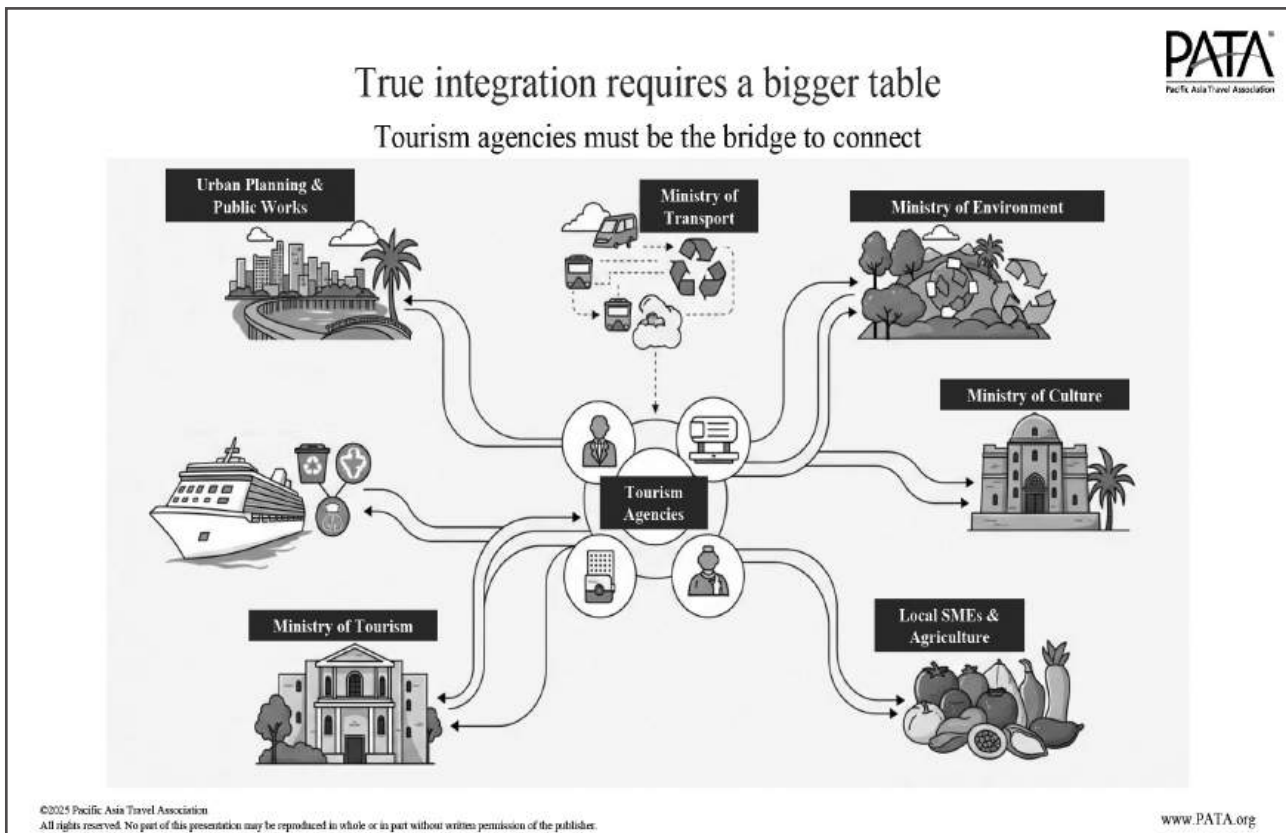 PATA
Pacific Asia Travel Association
True integration requires a bigger table
Tourism agencies must be the bridge to connect
Urban Planning &
Public Works
Ministry of
Transport
Ministry of Environment
Ministry of Culture
Tourism
Agencies
Ministry of Tourism
Local SMEs &
Agriculture
©2025 Pacific Asia Travel Association
All rights reserved. No part of this presentation may be reproduced in whole or in part without written permission of the publisher.
www.PATA.org